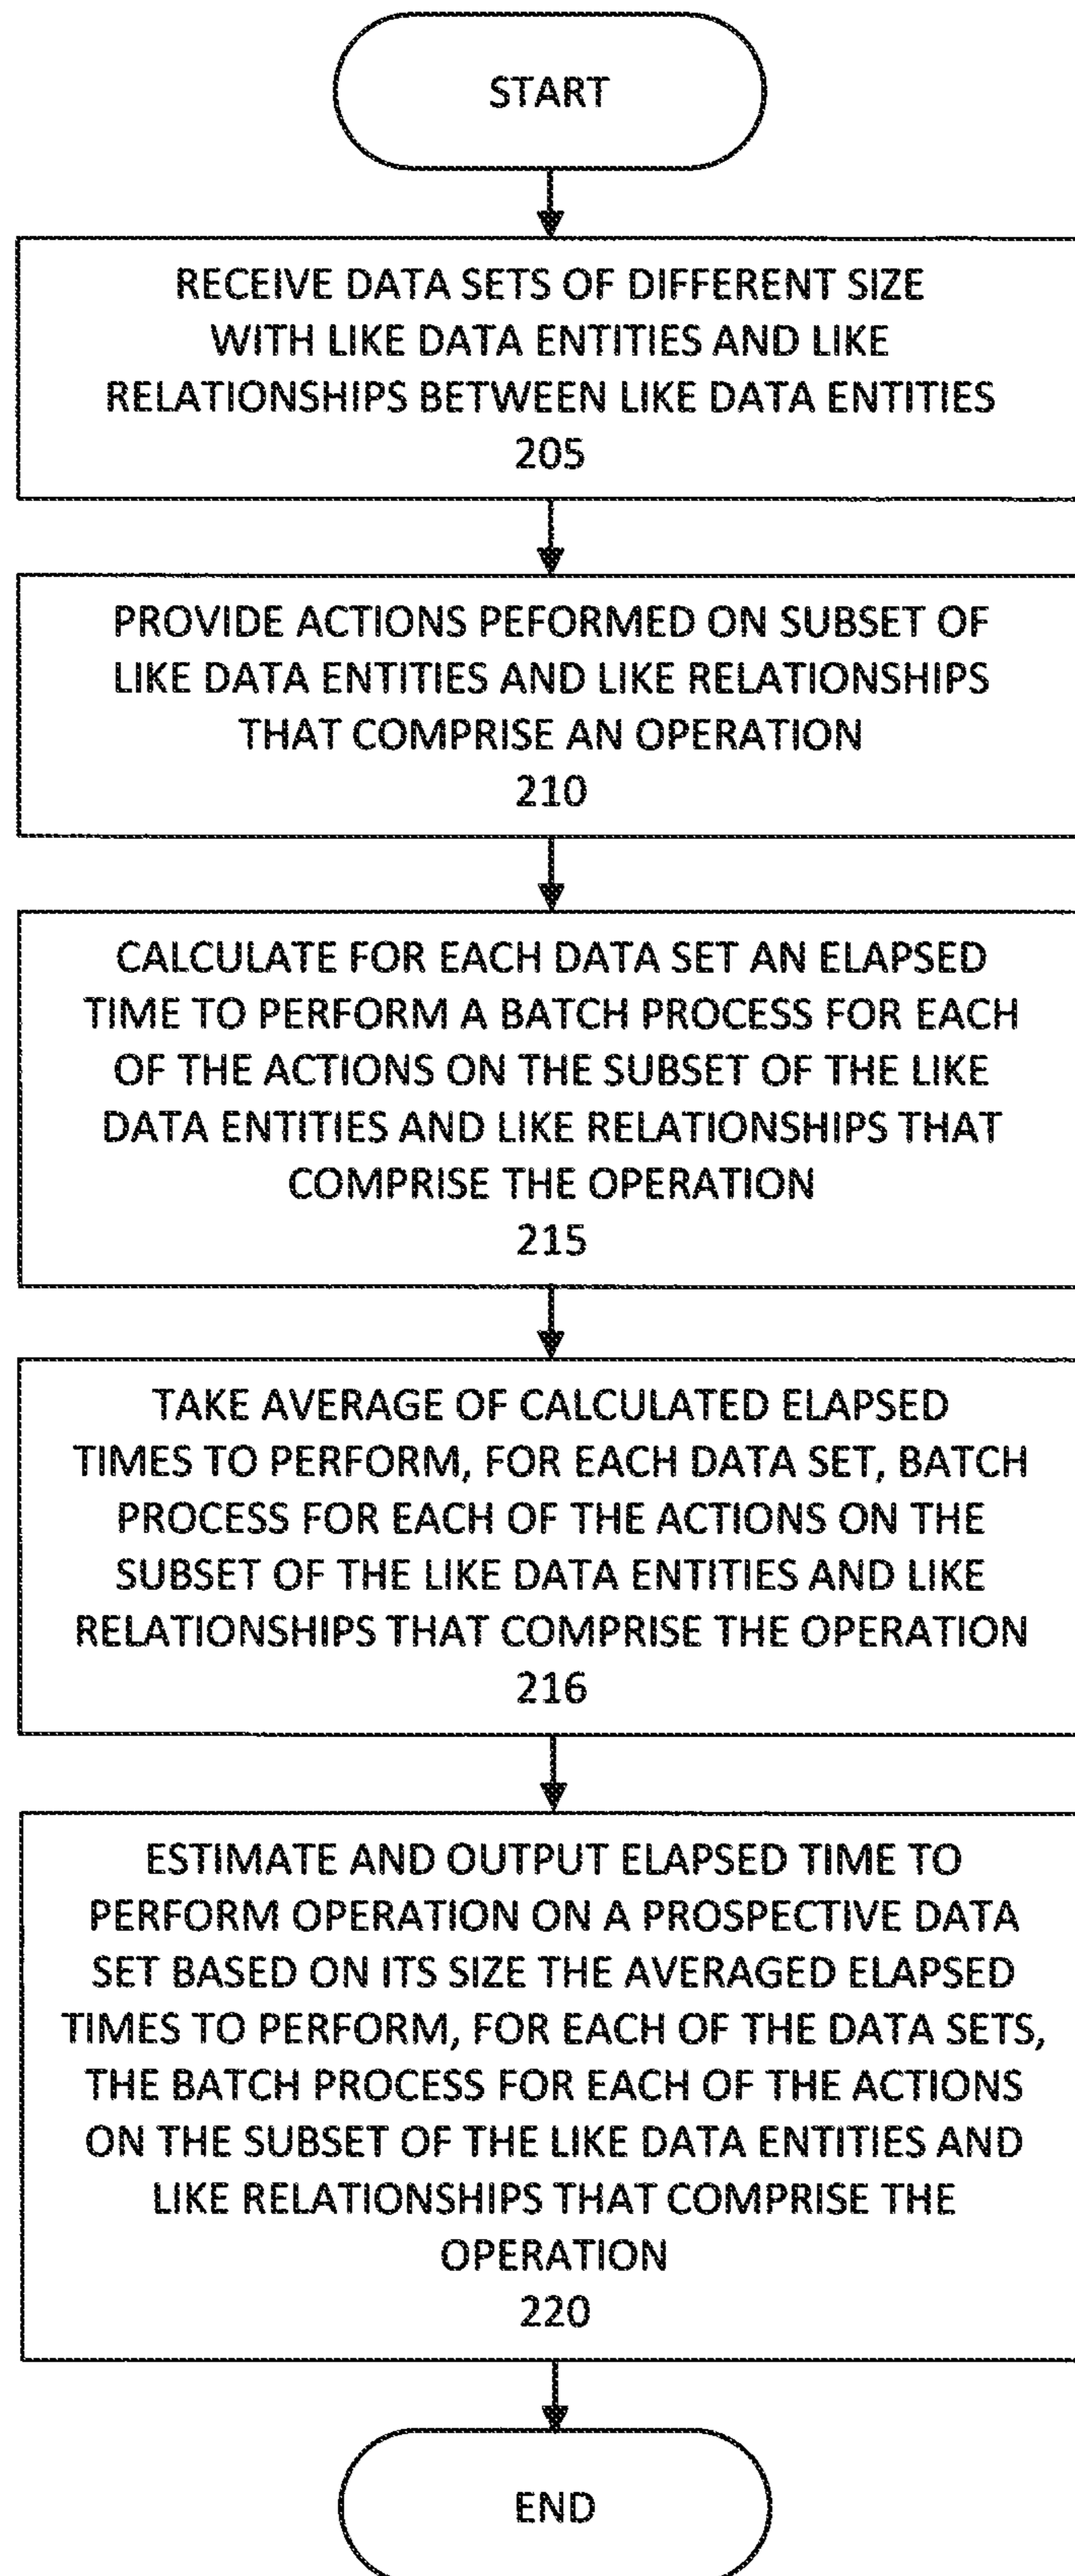 START
RECEIVE DATA SETS OF DIFFERENT SIZE
WITH LIKE DATA ENTITIES AND LIKE
RELATIONSHIPS BETWEEN LIKE DATA ENTITIES
205
PROVIDE ACTIONS PEFORMED ON SUBSET OF
LIKE DATA ENTITIES AND LIKE RELATIONSHIPS
THAT COMPRISE AN OPERATION
210
CALCULATE FOR EACH DATA SET AN ELAPSED
TIME TO PERFORM A BATCH PROCESS FOR EACH
OF THE ACTIONS ON THE SUBSET OF THE LIKE
DATA ENTITIES AND LIKE RELATIONSHIPS THAT
COMPRISE THE OPERATION
215
TAKE AVERAGE OF CALCULATED ELAPSED
TIMES TO PERFORM, FOR EACH DATA SET, BATCH
PROCESS FOR EACH OF THE ACTIONS ON THE
SUBSET OF THE LIKE DATA ENTITIES AND LIKE
RELATIONSHIPS THAT COMPRISE THE OPERATION
216
ESTIMATE AND OUTPUT ELAPSED TIME TO
PERFORM OPERATION ON A PROSPECTIVE DATA
SET BASED ON ITS SIZE THE AVERAGED ELAPSED
TIMES TO PERFORM, FOR EACH OF THE DATA SETS,
THE BATCH PROCESS FOR EACH OF THE ACTIONS
ON THE SUBSET OF THE LIKE DATA ENTITIES AND
LIKE RELATIONSHIPS THAT COMPRISE THE
OPERATION
220
END